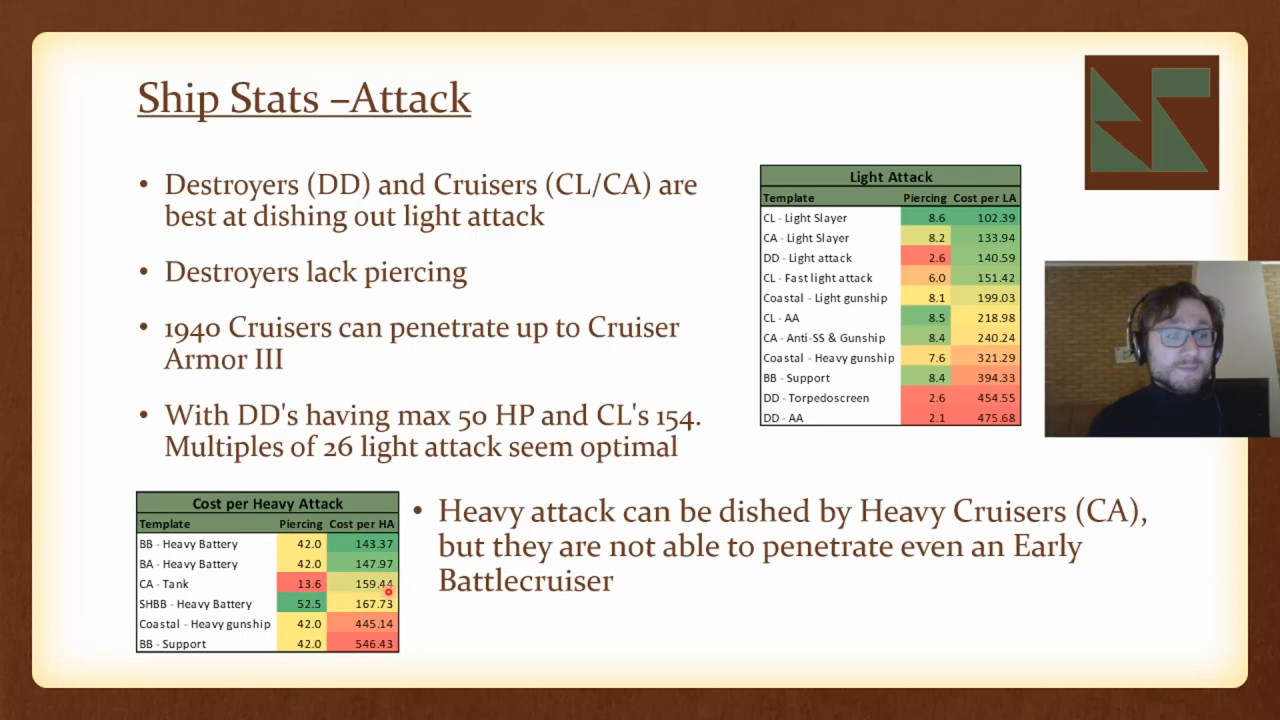 Ship Stats –Attack
• Destroyers (DD) and Cruisers (CL/CA) are
best at dishing out light attack
• Destroyers lack piercing
• 1940 Cruisers can penetrate up to Cruiser
Armor III
• With DD's having max 50 HP and CL's 154.
Multiples of 26 light attack seem optimal
Light Attack
Template Piercing Cost per LA
CL - Light Slayer 8.6 102.39
CA - Light Slayer 8.2 133.94
DD - Light attack 2.6 140.59
CL - Fast light attack 6.0 151.42
Coastal - Light gunship 8.1 199.03
CL - AA 8.5 218.98
CA - Anti-SS & Gunship 8.4 240.24
Coastal - Heavy gunship 7.6 321.29
BB - Support 8.4 394.33
DD - Torpedoscreen 2.6 454.55
DD - AA 2.1 475.68
Cost per Heavy Attack
Template Piercing Cost per HA
BB - Heavy Battery 42.0 143.37
BA - Heavy Battery 42.0 147.97
CA - Tank 13.6 159.44
SHBB - Heavy Battery 52.5 167.73
Coastal - Heavy gunship 42.0 445.14
BB - Support 42.0 546.43
• Heavy attack can be dished by Heavy Cruisers (CA),
but they are not able to penetrate even an Early
Battlecruiser